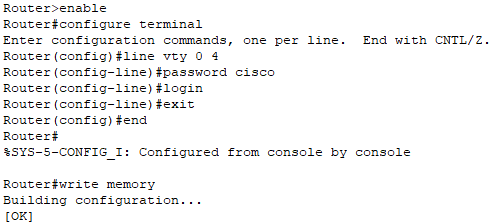 Router>enable
Router#configure terminal
Enter configuration commands, one per line.  End with CNTL/Z.
Router(config)#line vty 0 4
Router(config-line)#password cisco
Router(config-line)#login
Router(config-line)#exit
Router(config)#end
Router#
%SYS-5-CONFIG_I: Configured from console by console

Router#write memory
Building configuration...
[OK]